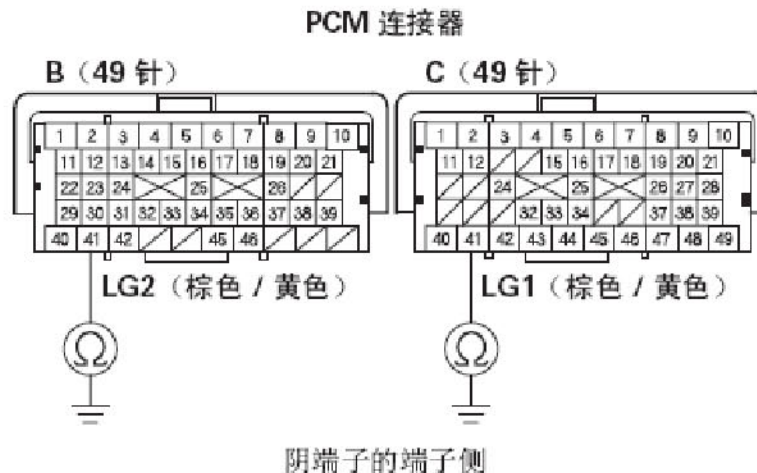 PCM 连接器
B（49 针） C（49 针）
1 2 3 4 5 6 7 8 9 10 1 2 3 4 5 6 7 8 9 10
11 12 13 14 15 16 17 18 19 20 21 11 12 15 16 17 18 19 20 21
22 23 24 25 26 24 25 26 27 28
29 30 31 32 33 34 35 36 37 38 39 32 33 34 37 38 39
40 41 42 45 46 40 41 42 43 44 45 46 47 48 49
LG2（棕色 / 黄色） LG1（棕色 / 黄色）
Ω Ω
阴端子的端子侧